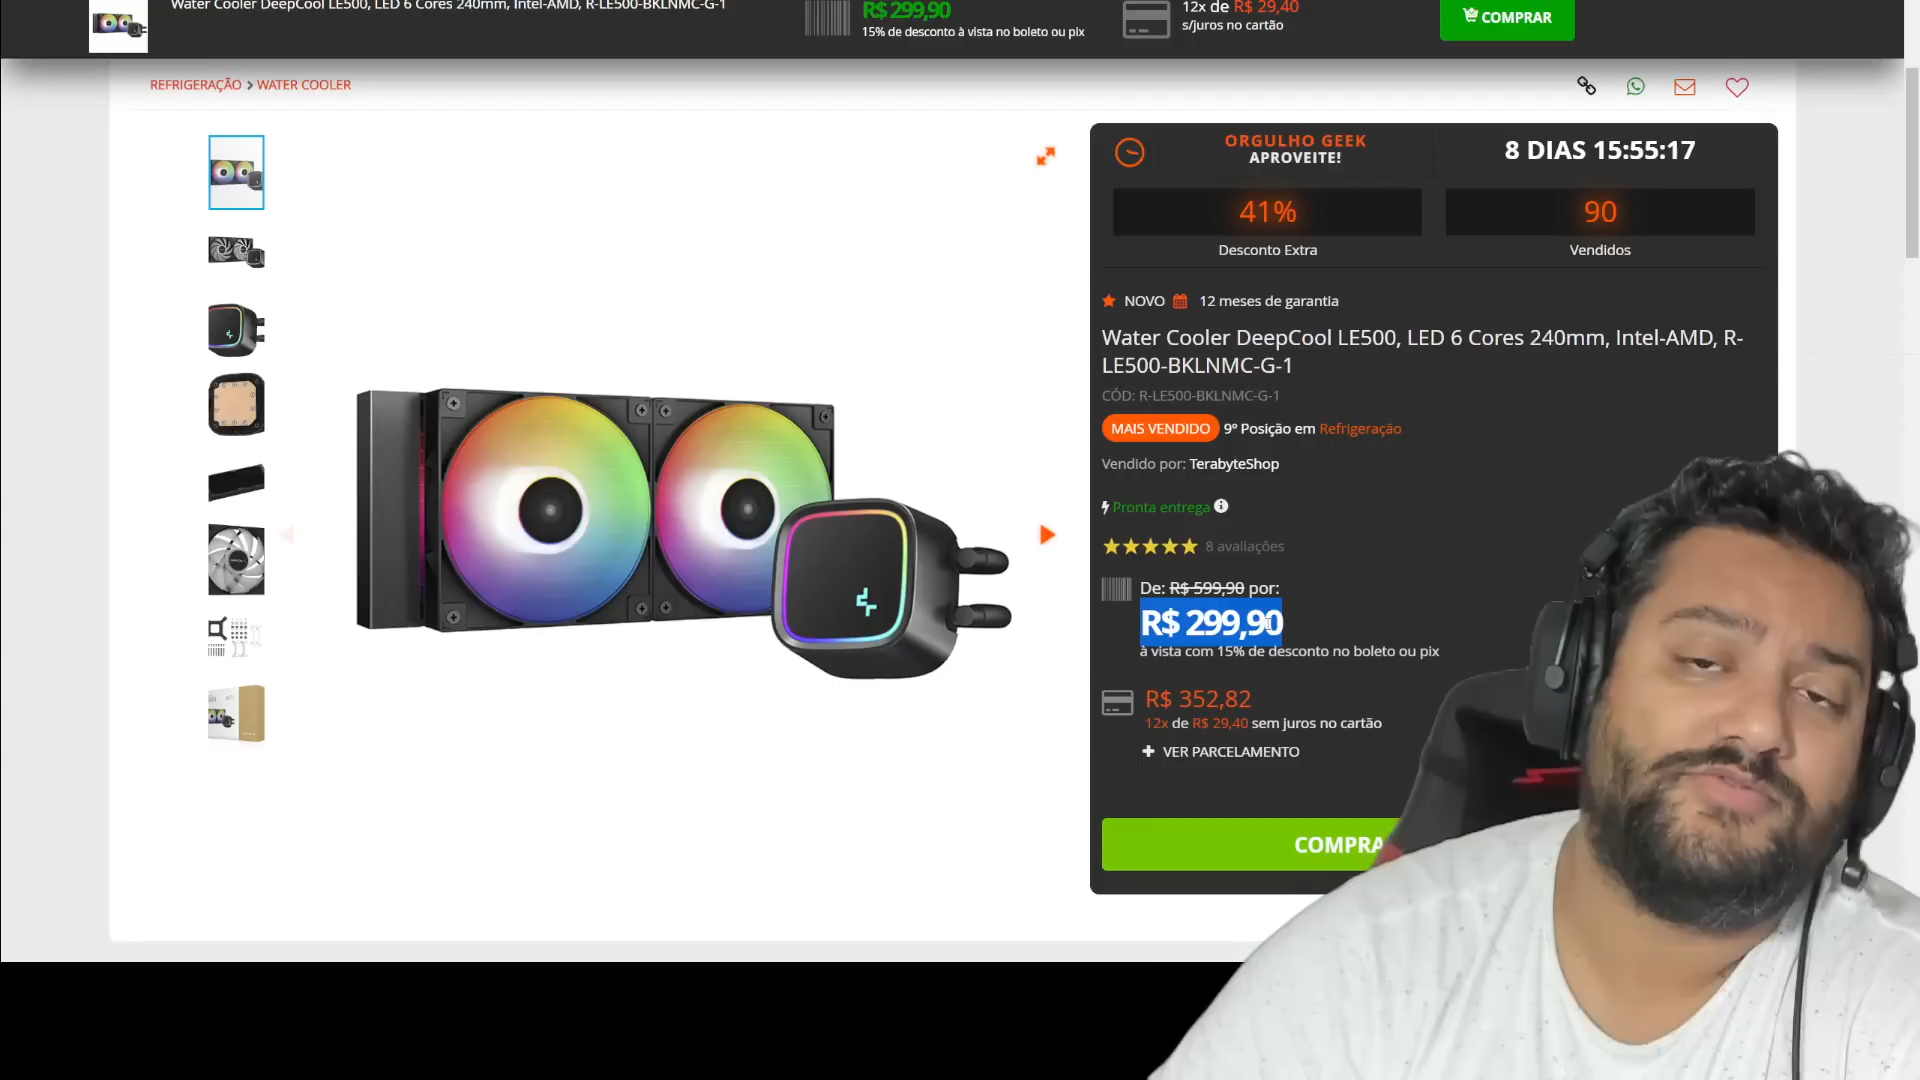 Water Cooler DeepCool LE500, LED 6 Cores 240mm, Intel-AMD, R-LE500-BKLNMC-G-1
R$ 299,90
15% de desconto à vista no boleto ou pix
12x de R$ 29,40
s/juros no cartão
COMPRAR
REFRIGERAÇÃO > WATER COOLER
ORGULHO GEEK
APROVEITE!
8 DIAS 15:55:17
41%
Desconto Extra
90
Vendidos
NOVO 12 meses de garantia
Water Cooler DeepCool LE500, LED 6 Cores 240mm, Intel-AMD, R-
LE500-BKLNMC-G-1
CÓD: R-LE500-BKLNMC-G-1
MAIS VENDIDO 9º Posição em Refrigeração
Vendido por: TerabyteShop
Pronta entrega
8 avaliações
De: R$ 599,90 por:
R$ 299,90
à vista com 15% de desconto no boleto ou pix
R$ 352,82
12x de R$ 29,40 sem juros no cartão
+ VER PARCELAMENTO
COMPRA